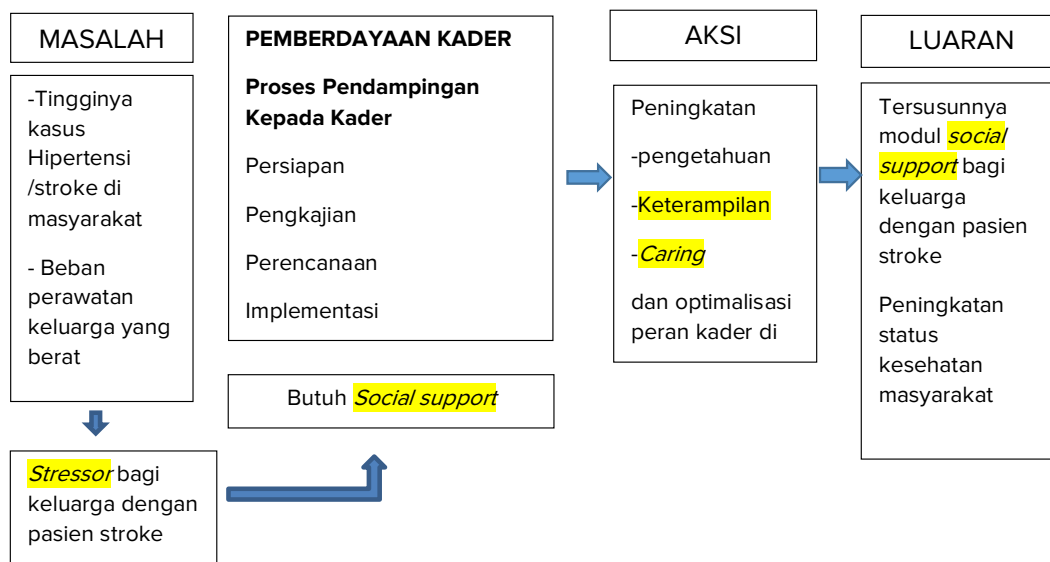 MASALAH
-Tingginya
kasus
Hipertensi
/stroke di
masyarakat
- Beban
perawatan
keluarga yang
berat
Stressor bagi
keluarga dengan
pasien stroke
PEMBERDAYAAN KADER
Proses Pendampingan
Kepada Kader
Persiapan
Pengkajian
Perencanaan
Implementasi
Butuh Social support
AKSI
Peningkatan
-pengetahuan
-Keterampilan
-Caring
dan optimalisasi
peran kader di
LUARAN
Tersusunnya
modul social
support bagi
keluarga
dengan pasien
stroke
Peningkatan
status
kesehatan
masyarakat